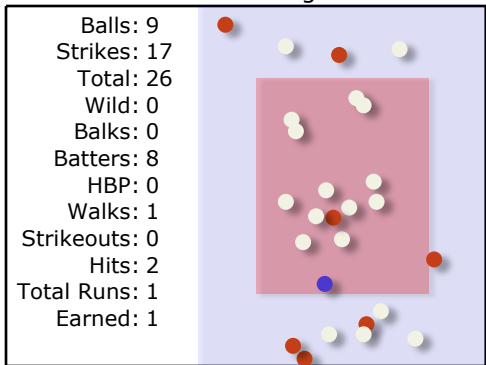 Balls: 9
Strikes: 17
Total: 26
Wild: 0
Balks: 0
Batters: 8
HBP: 0
Walks: 1
Strikeouts: 0
Hits: 2
Total Runs: 1
Earned: 1